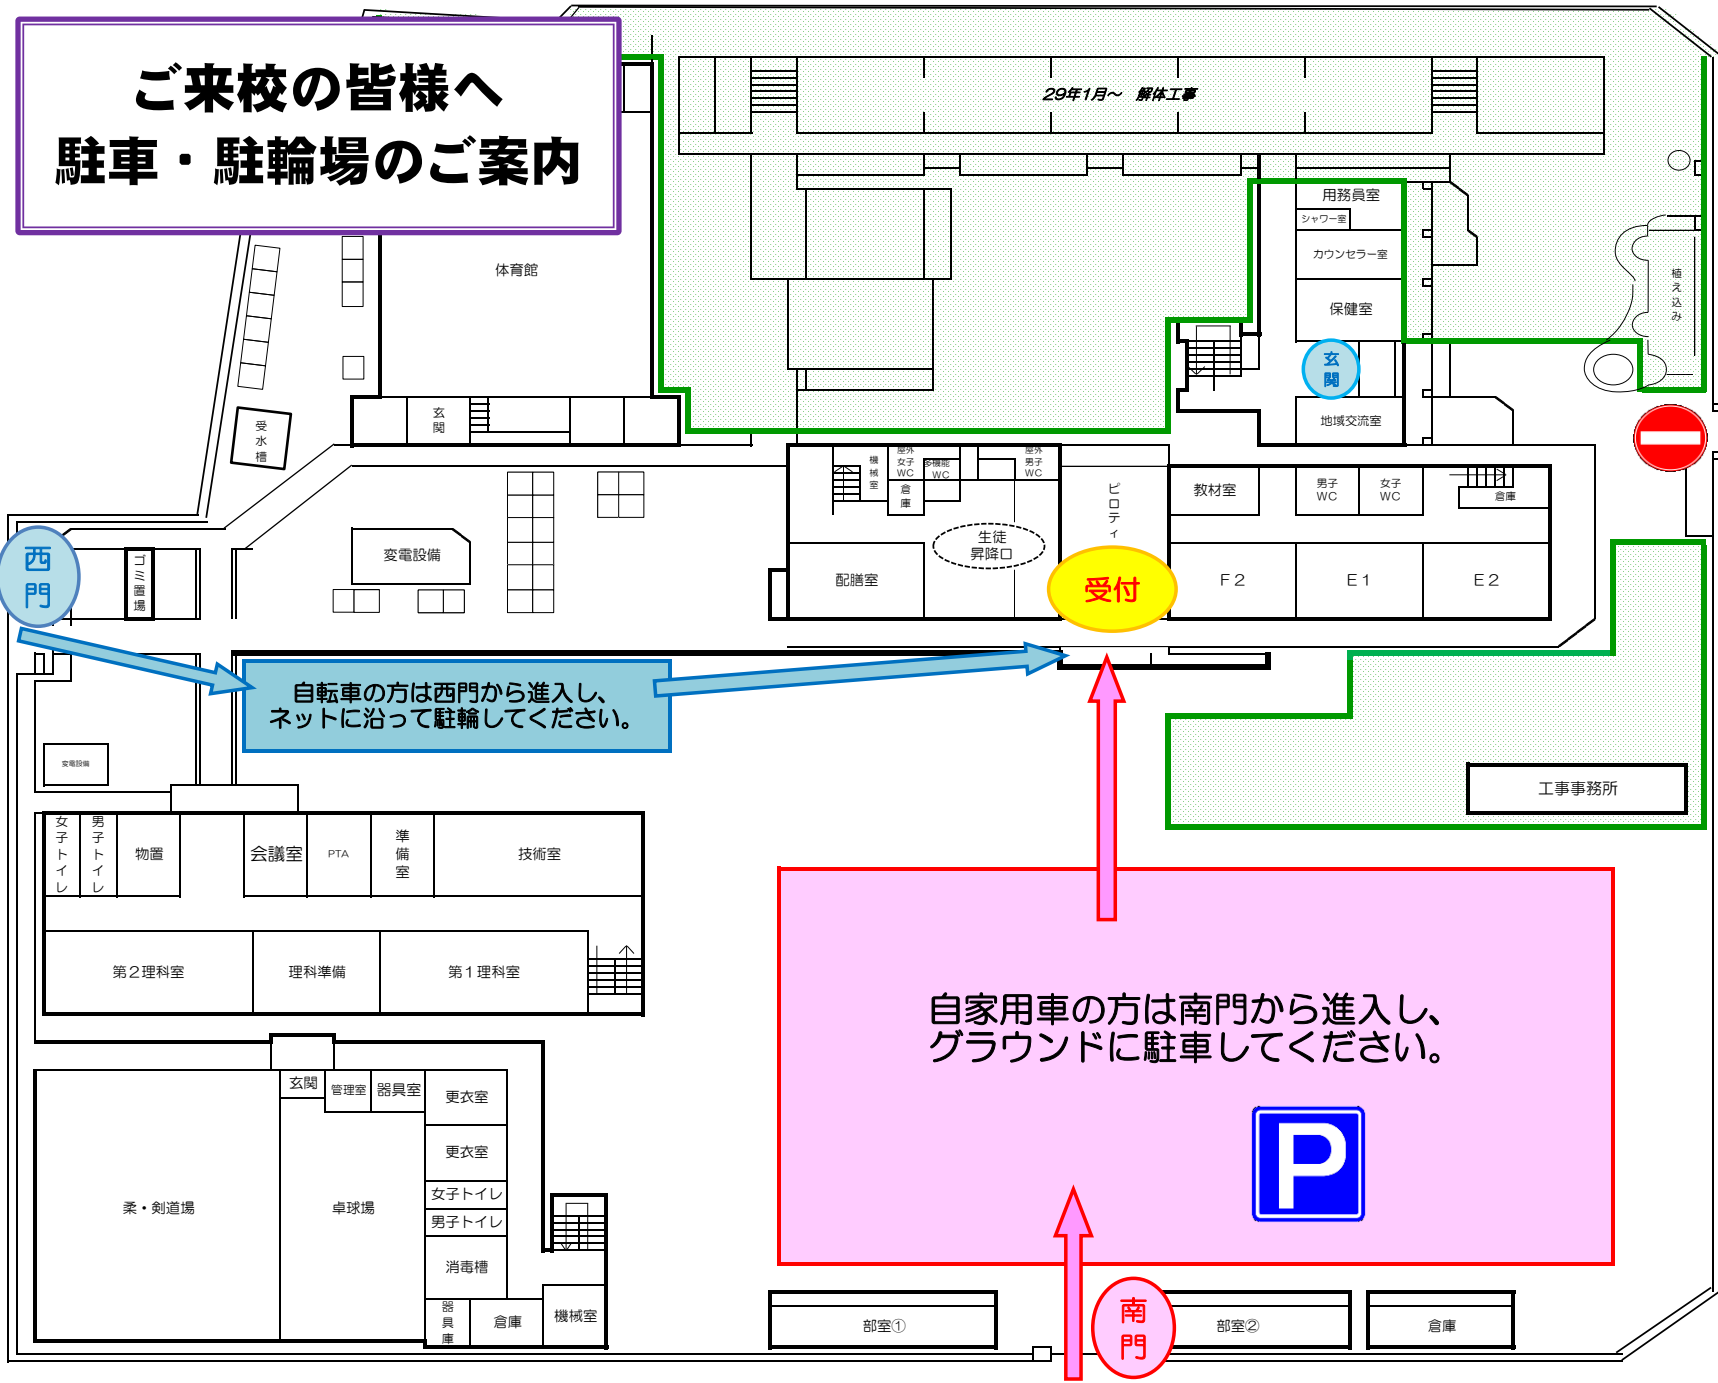 ご来校の皆様へ
駐車・駐輪場のご案内
29年1月～ 解体工事
用務員室
シャワー室
カウンセラー室
保健室
玄関
地域交流室
植え込み
体育館
玄関
受水槽
機械室
屋外女子WC
多機能WC
倉庫
屋外男子WC
ピロティ
教材室
男子WC
女子WC
倉庫
生徒
昇降口
配膳室
受付
F2
E1
E2
変電設備
西門
ゴミ置場
自転車の方は西門から進入し、
ネットに沿って駐輪してください。
変電設備
工事事務所
女子トイレ
男子トイレ
物置
会議室
PTA
準備室
技術室
第2理科室
理科準備
第1理科室
自家用車の方は南門から進入し、
グラウンドに駐車してください。
P
玄関
管理室
器具室
更衣室
更衣室
女子トイレ
男子トイレ
消毒槽
柔・剣道場
卓球場
器具庫
倉庫
機械室
部室①
南門
部室②
倉庫